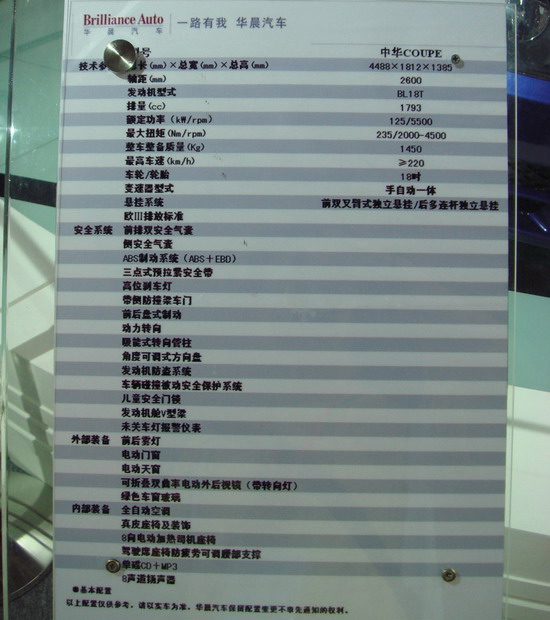 Brilliance Auto 一路有我 华晨汽车
华晨汽车
号 中华COUPE
技术参 长(mm)×总宽(mm)×总高(mm) 4488×1812×1385
轴距(mm) 2600
发动机型式 BL18T
排量(cc) 1793
额定功率(kW/rpm) 125/5500
最大扭矩(Nm/rpm) 235/2000-4500
整车整备质量(Kg) 1450
最高车速(km/h) ≥220
车轮/轮胎 18吋
变速器型式 手自动一体
悬挂系统 前双叉臂式独立悬挂/后多连杆独立悬挂
欧III排放标准
安全系统 前排双安全气囊
侧安全气囊
ABS制动系统(ABS+EBD)
三点式预拉紧安全带
高位刹车灯
带侧防撞梁车门
前后盘式制动
动力转向
吸能式转向管柱
角度可调式方向盘
发动机防盗系统
车辆碰撞被动安全保护系统
儿童安全门锁
发动机舱V型梁
未关车灯报警仪表
外部装备 前后雾灯
电动门窗
电动天窗
可折叠双曲率电动外后视镜(带转向灯)
绿色车窗玻璃
内部装备 全自动空调
真皮座椅及装饰
8向电动加热司机座椅
驾驶席座椅防疲劳可调腰部支撑
单碟CD+MP3
8声道扬声器
●基本配置
以上配置仅供参考，请以实车为准，华晨汽车保留配置变更不事先通知的权利。